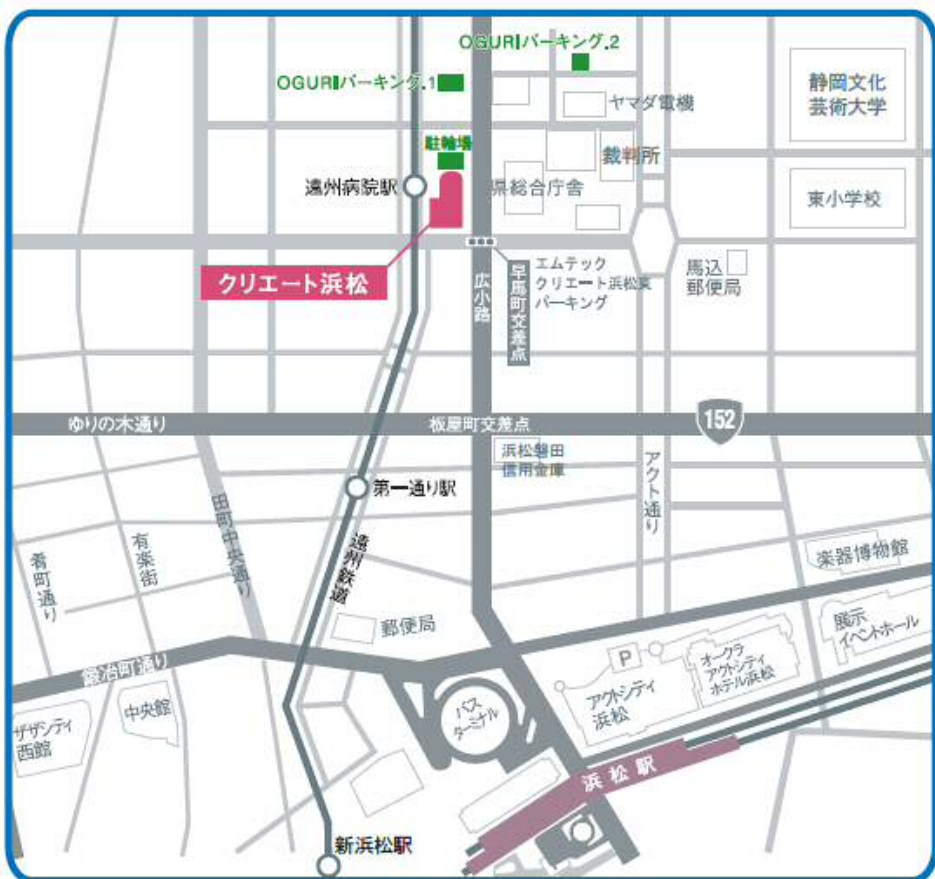 OGURIパーキング.2
OGURIパーキング.1
ヤマダ電機
静岡文化
芸術大学
駐輪場
裁判所
遠州病院駅
県総合庁舎
東小学校
クリエート浜松
広小路
早馬町交差点
エムテック
クリエート浜松東
パーキング
馬込
郵便局
ゆりの木通り
板屋町交差点
152
浜松磐田
信用金庫
アクト通り
第一通り駅
田町中央通り
有楽街
肴町通り
遠州鉄道
楽器博物館
郵便局
展示
イベントホール
鍛冶町通り
P
オークラ
アクトシティ
ホテル浜松
アクトシティ
浜松
中央館
ザザシティ
西館
バス
ターミナル
浜松駅
新浜松駅